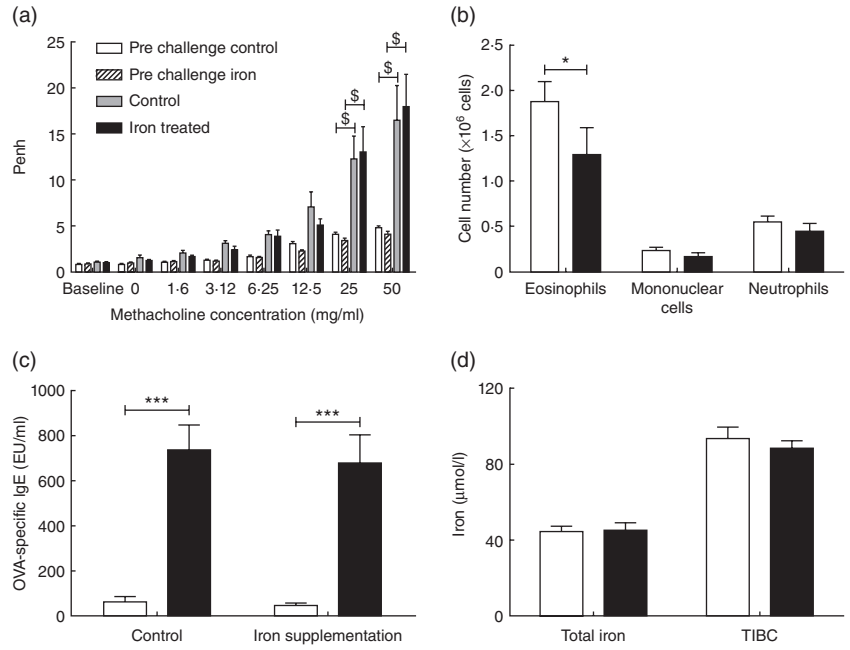 (a)
25
20
15
10
5
0
Penh
Pre challenge control
Pre challenge iron
Control
Iron treated
$
$
$
$
Baseline 0 1·6 3·12 6·25 12·5 25 50
Methacholine concentration (mg/ml)
(b)
2·5
2·0
1·5
1·0
0·5
0
Cell number (×10⁶ cells)
*
Eosinophils Mononuclear cells Neutrophils
(c)
1000
800
600
400
200
0
OVA-specific IgE (EU/ml)
***
***
Control Iron supplementation
(d)
120
80
40
0
Iron (µmol/l)
Total iron TIBC